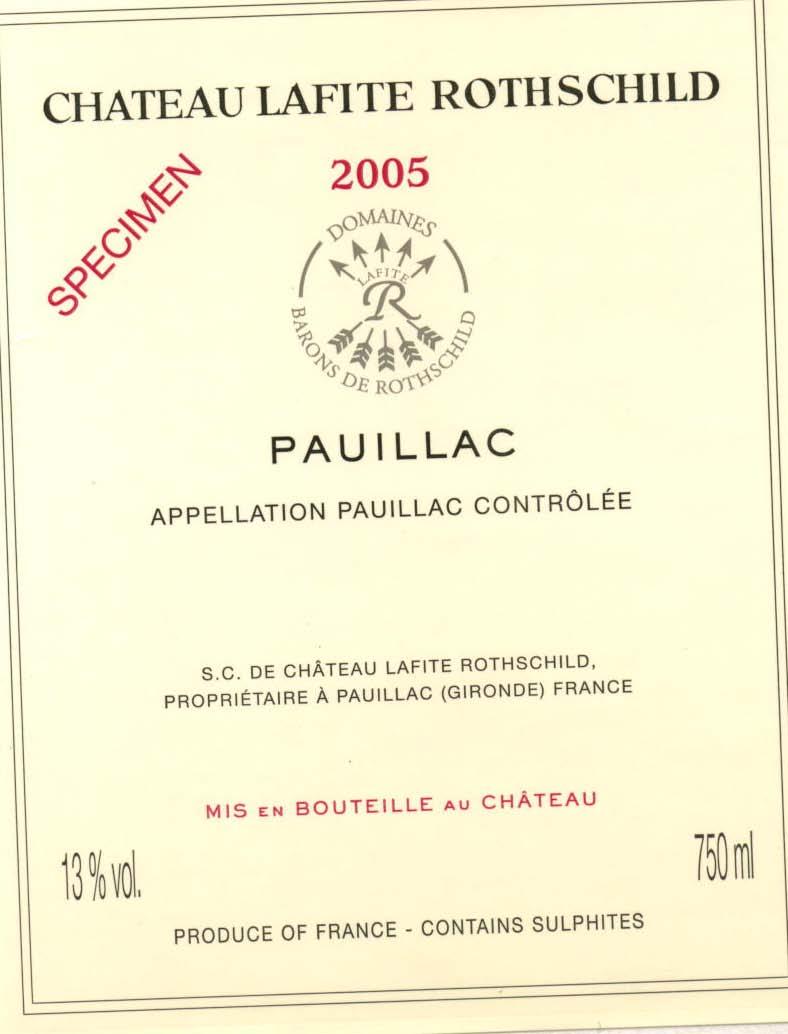 CHATEAU LAFITE ROTHSCHILD
SPECIMEN
2005
DOMAINES
LAFITE
R
BARONS DE ROTHSCHILD
PAUILLAC
APPELLATION PAUILLAC CONTRÔLÉE
S.C. DE CHÂTEAU LAFITE ROTHSCHILD,
PROPRIÉTAIRE À PAUILLAC (GIRONDE) FRANCE
MIS EN BOUTEILLE AU CHÂTEAU
13 % vol.
750 ml
PRODUCE OF FRANCE - CONTAINS SULPHITES